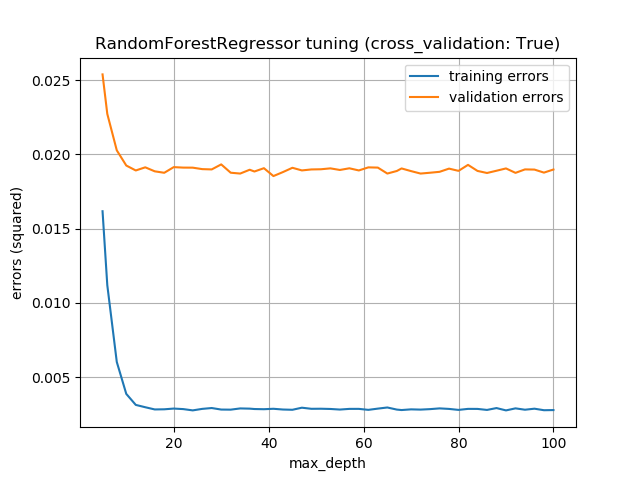 RandomForestRegressor tuning (cross_validation: True)
training errors
validation errors
errors (squared)
0.025
0.020
0.015
0.010
0.005
20
40
60
80
100
max_depth